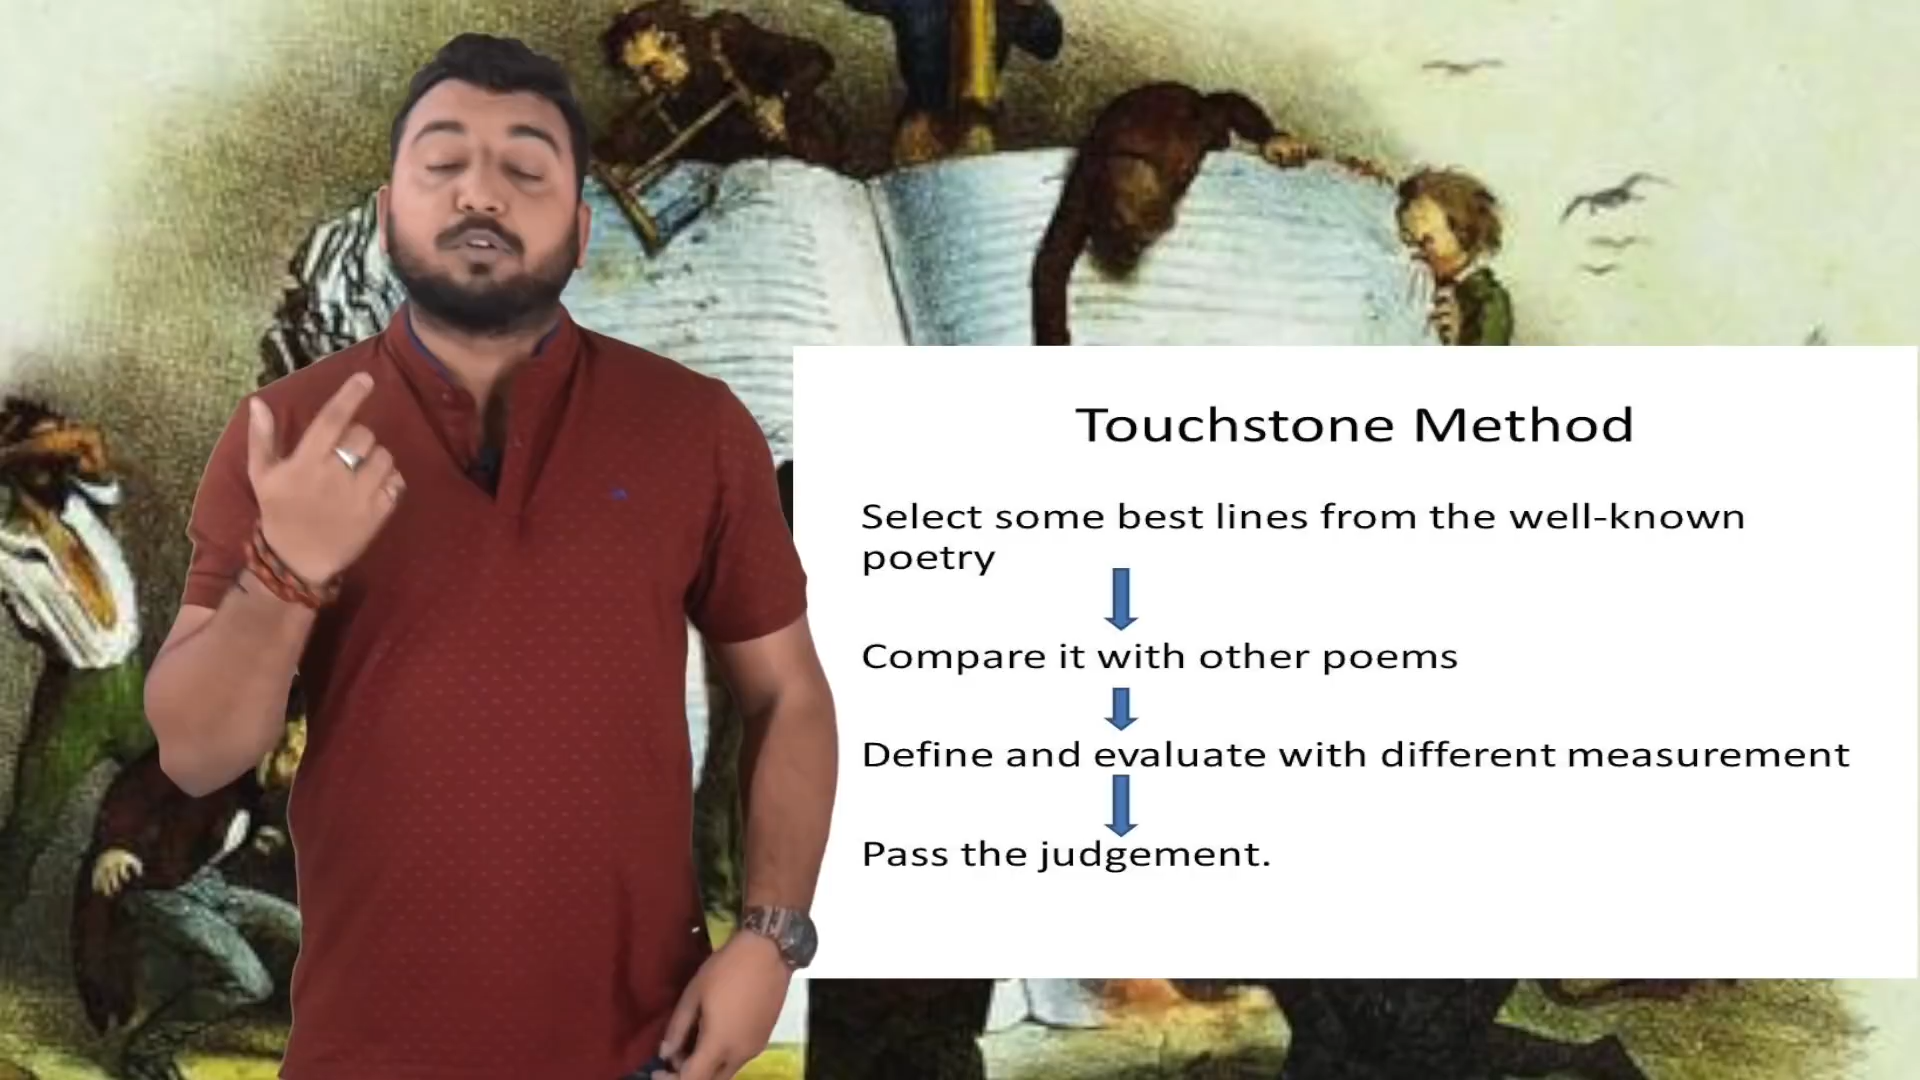 Touchstone Method
Select some best lines from the well-known
poetry
Compare it with other poems
Define and evaluate with different measurement
Pass the judgement.